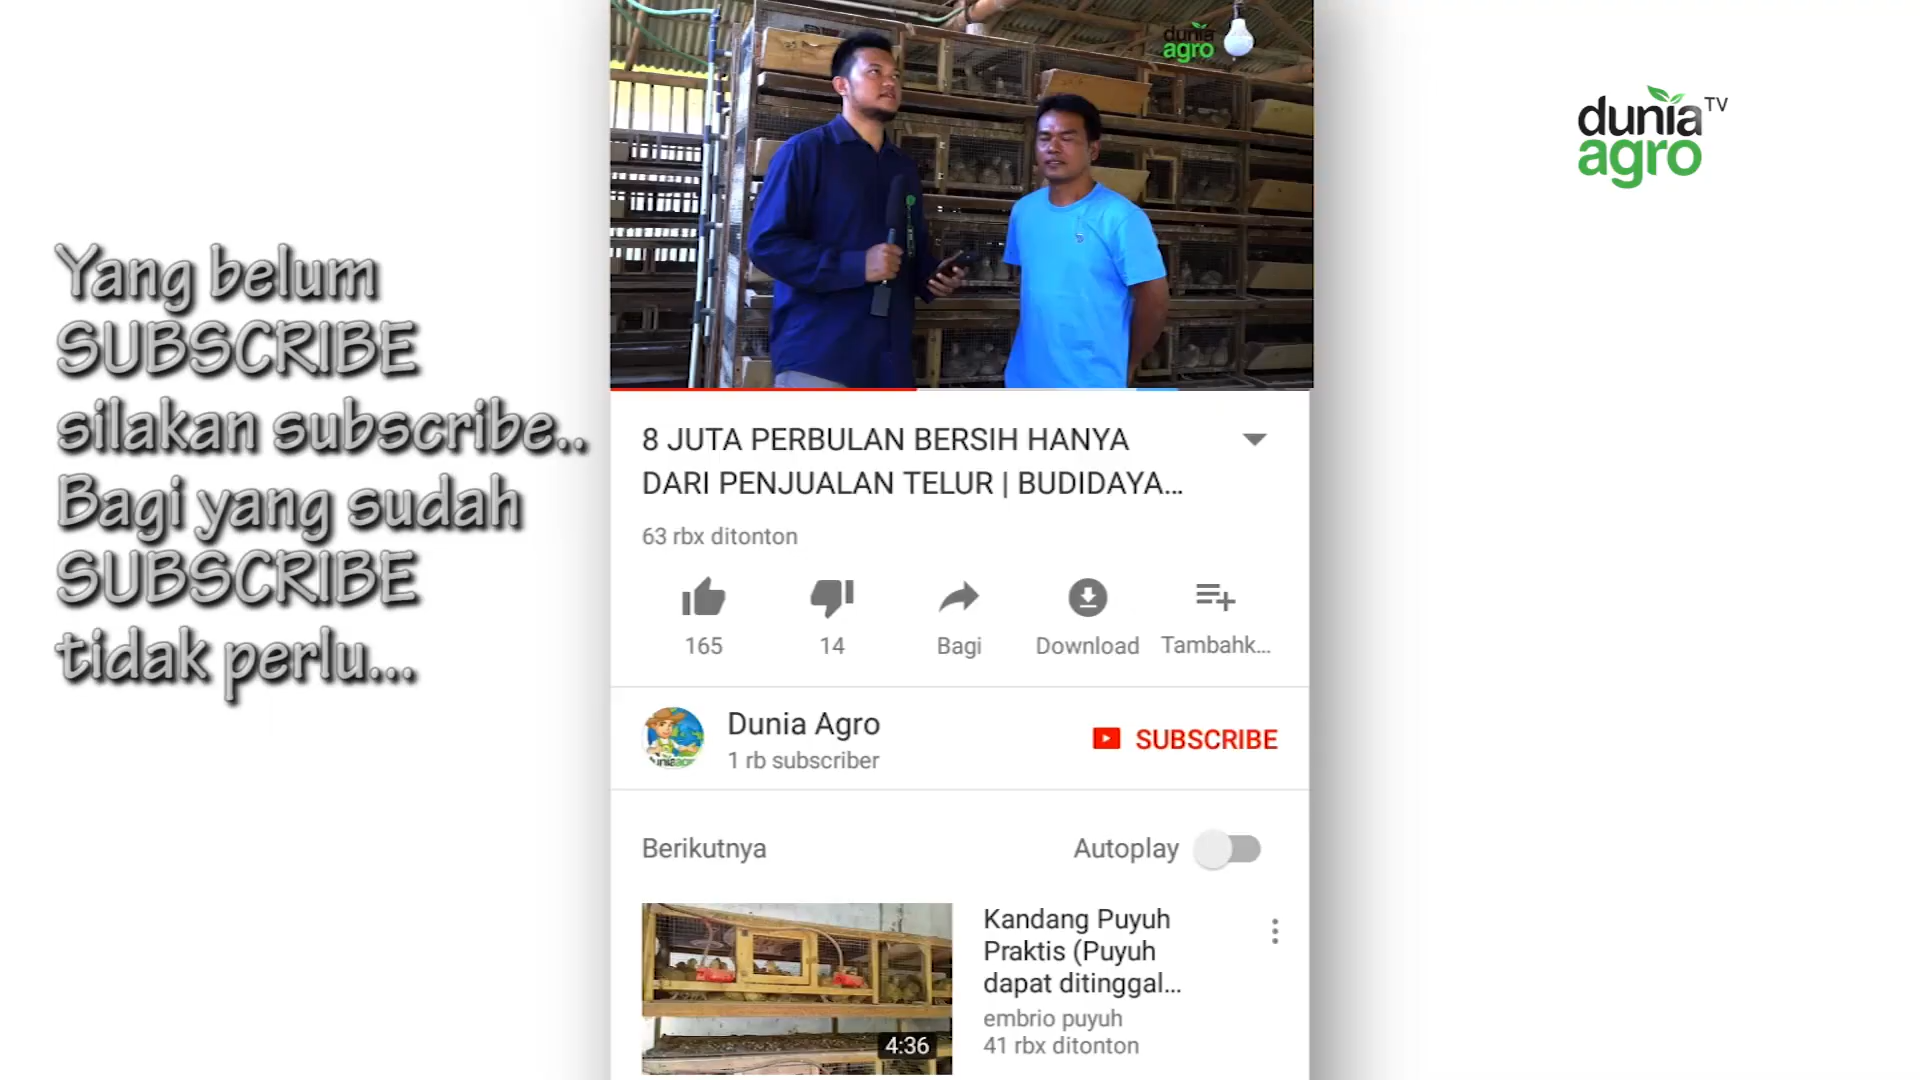 dunia
agro
dunia TV
agro
Yang belum
SUBSCRIBE
silakan subscribe..
Bagi yang sudah
SUBSCRIBE
tidak perlu...
8 JUTA PERBULAN BERSIH HANYA
DARI PENJUALAN TELUR | BUDIDAYA...
63 rbx ditonton
165
14
Bagi
Download
Tambahk...
Dunia Agro
1 rb subscriber
SUBSCRIBE
Berikutnya
Autoplay
Kandang Puyuh
Praktis (Puyuh
dapat ditinggal...
embrio puyuh
41 rbx ditonton
4:36